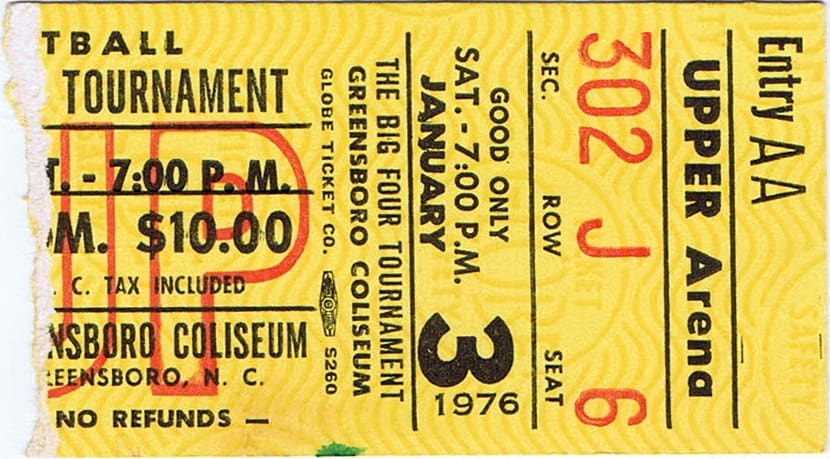 TBALL
TOURNAMENT
T. - 7:00 P. M.
M. $10.00
. C. TAX INCLUDED
NSBORO COLISEUM
EENSBORO, N. C.
NO REFUNDS —
UP
GLOBE TICKET CO. S260
THE BIG FOUR TOURNAMENT
GREENSBORO COLISEUM
GOOD ONLY
SAT. - 7:00 P.M.
JANUARY
3
1976
SEC. ROW SEAT
302 J 6
UPPER Arena
Entry AA